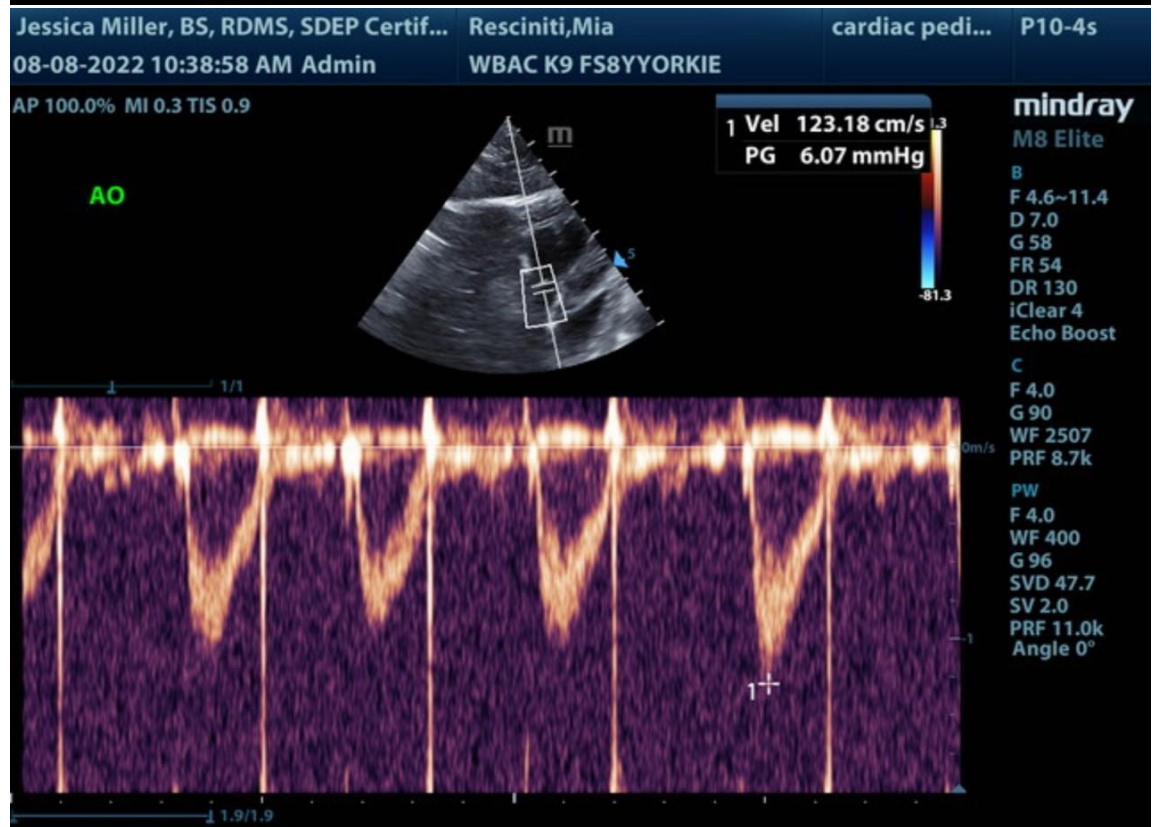 Jessica Miller, BS, RDMS, SDEP Certif... Resciniti,Mia cardiac pedi... P10-4s
08-08-2022 10:38:58 AM Admin WBAC K9 FS8YYORKIE
AP 100.0% MI 0.3 TIS 0.9
mindray
M8 Elite
m
1 Vel 123.18 cm/s
PG 6.07 mmHg
1.3
-81.3
AO
5
B
F 4.6~11.4
D 7.0
G 58
FR 54
DR 130
iClear 4
Echo Boost
C
F 4.0
G 90
WF 2507
PRF 8.7k
PW
F 4.0
WF 400
G 96
SVD 47.7
SV 2.0
PRF 11.0k
Angle 0°
1/1
0m/s
-1
1
1.9/1.9